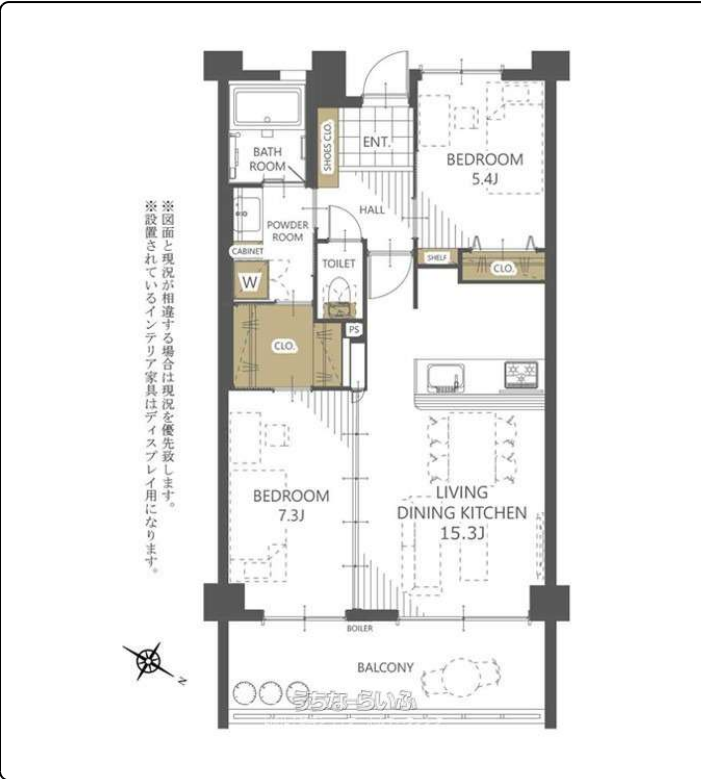 BATH
ROOM
SHOES CLO.
ENT.
BEDROOM
5.4J
HALL
POWDER
ROOM
CABINET
W
TOILET
SHELF
CLO.
CLO.
PS
BEDROOM
7.3J
LIVING
DINING KITCHEN
15.3J
BOILER
BALCONY
うちなーらいふ
N
※図面と現況が相違する場合は現況を優先致します。
※設置されているインテリア家具はディスプレイ用になります。